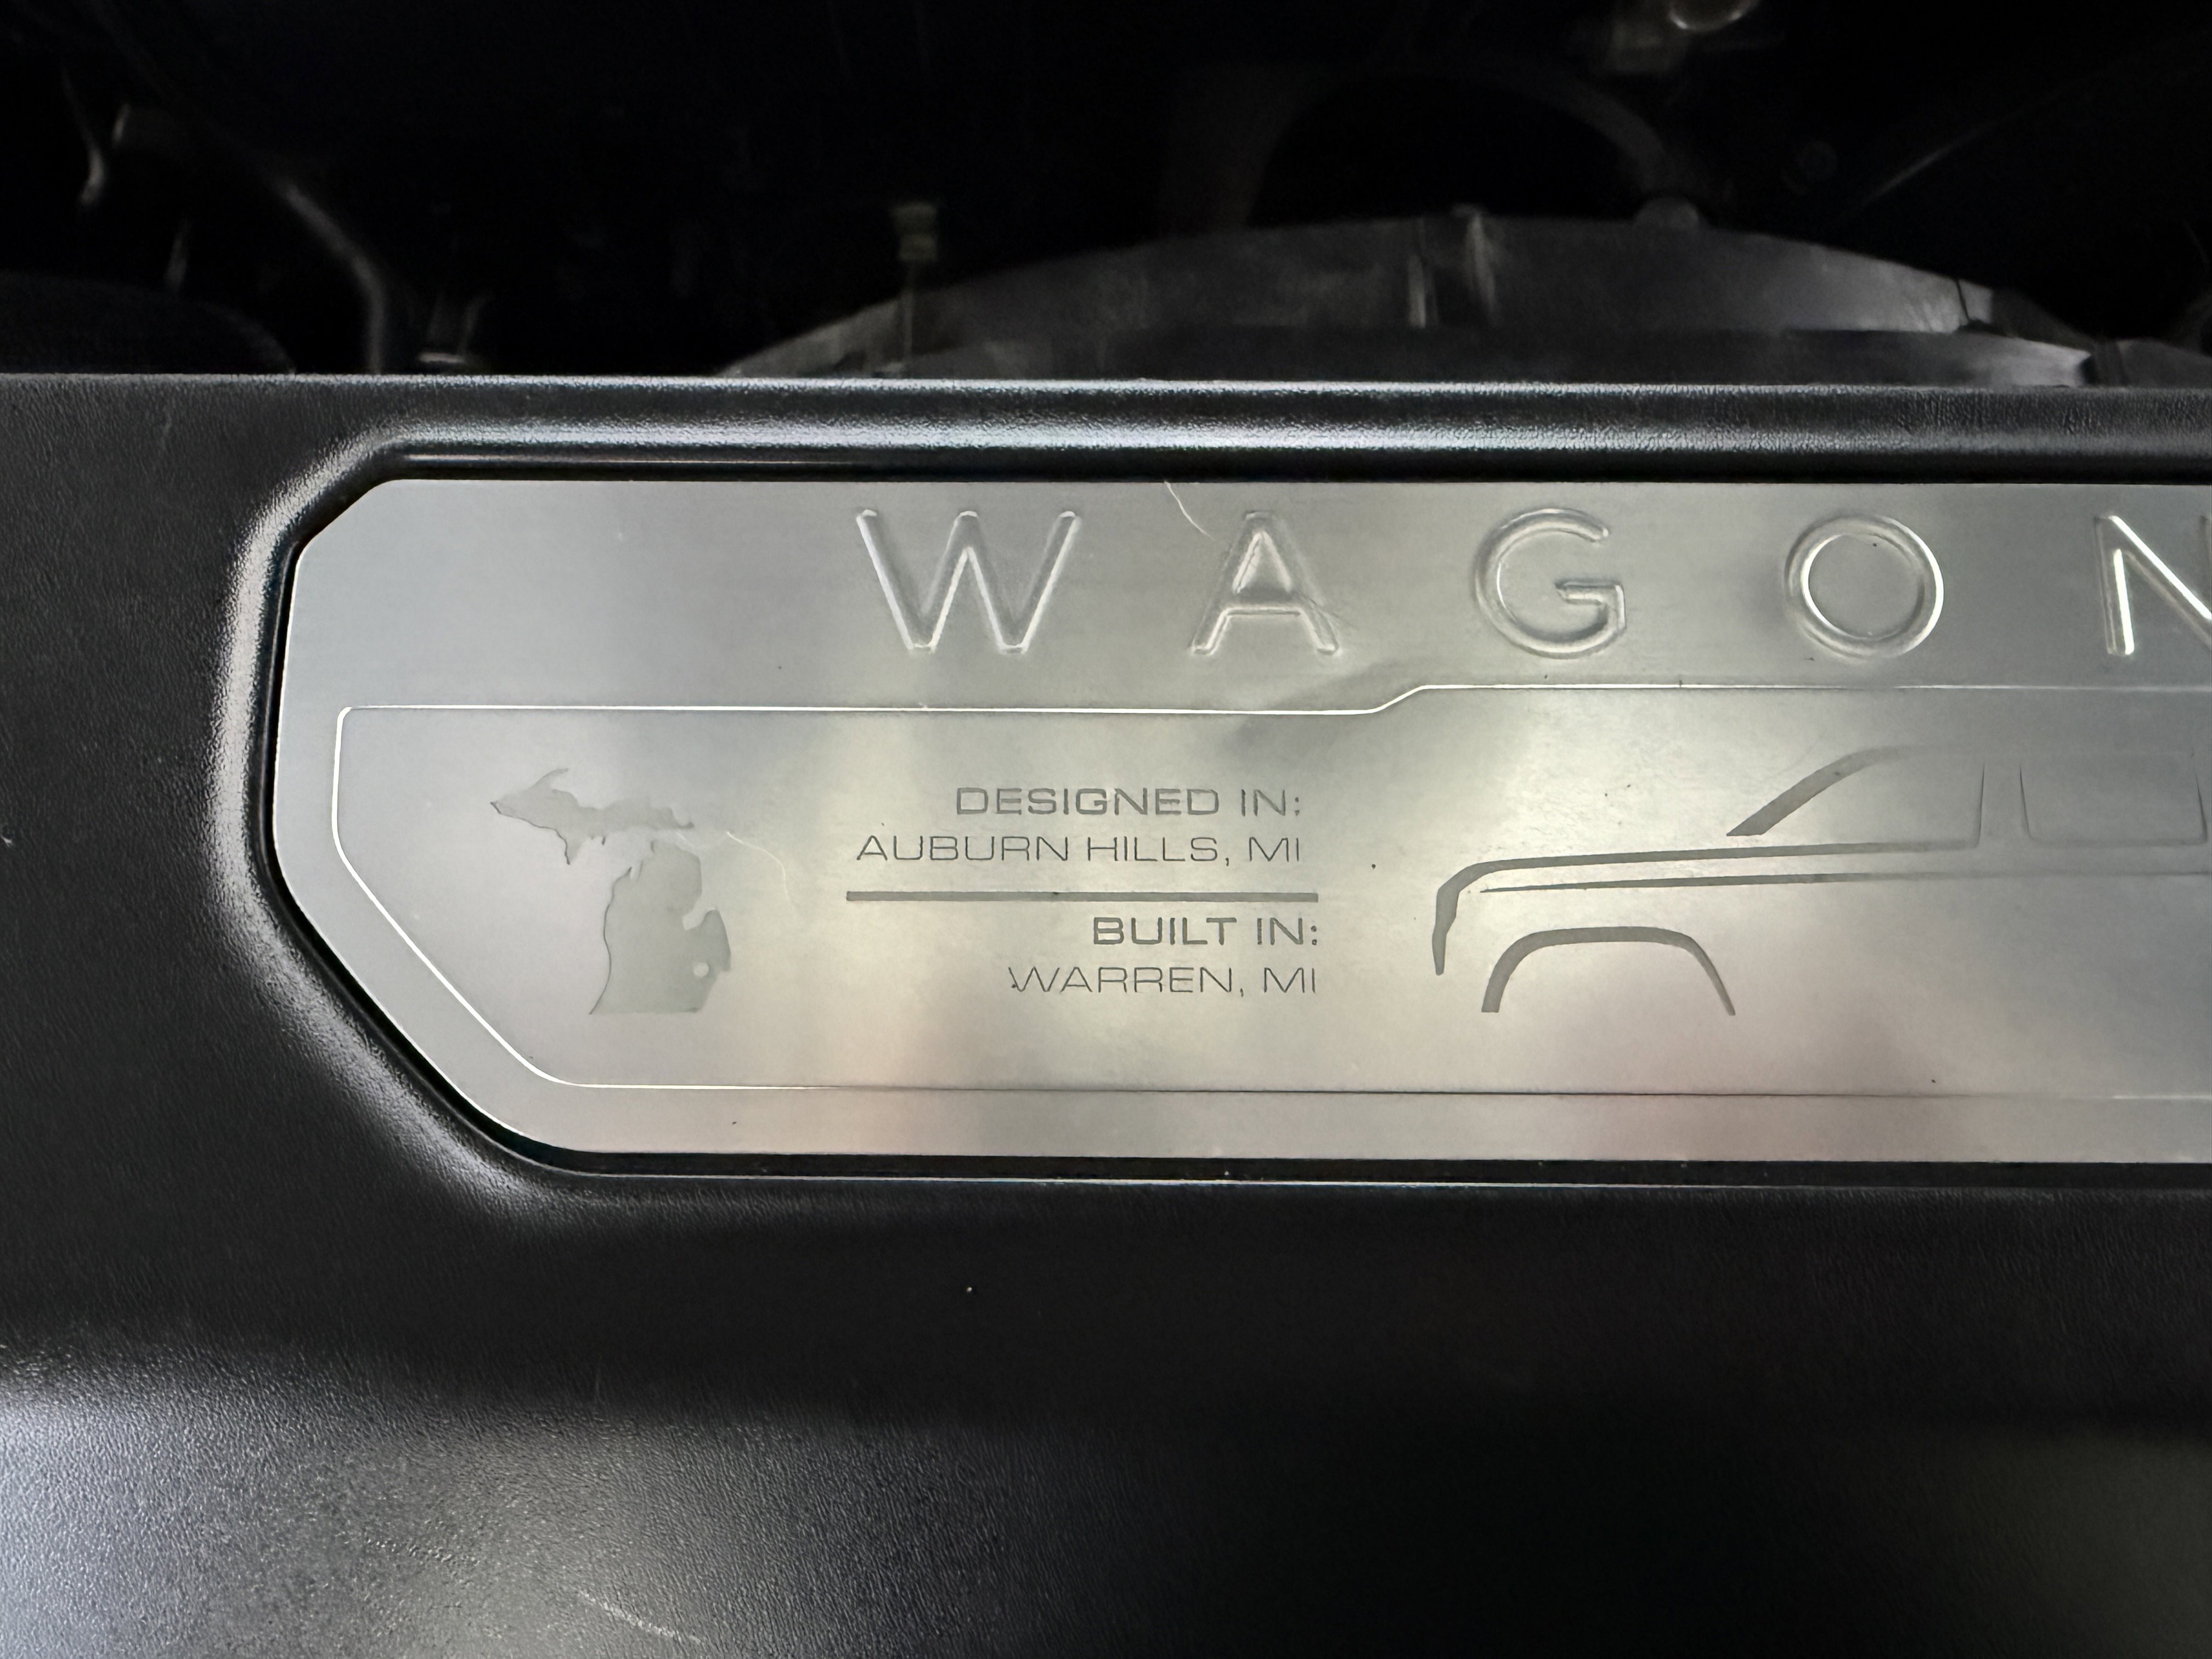 WAGON
DESIGNED IN:
AUBURN HILLS, MI
BUILT IN:
WARREN, MI